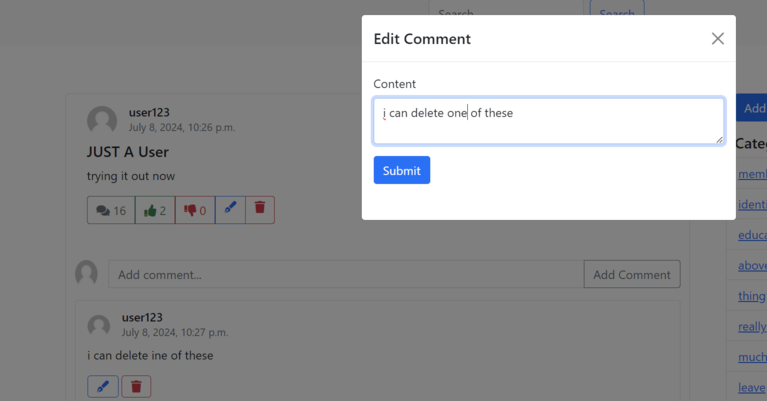 Search
Search
Edit Comment
Content
i can delete one of these
Submit
user123
July 8, 2024, 10:26 p.m.
JUST A User
trying it out now
16 2 0
Add comment... Add Comment
user123
July 8, 2024, 10:27 p.m.
i can delete ine of these
Add
Cate
mem
identi
educa
above
thing
really
much
leave